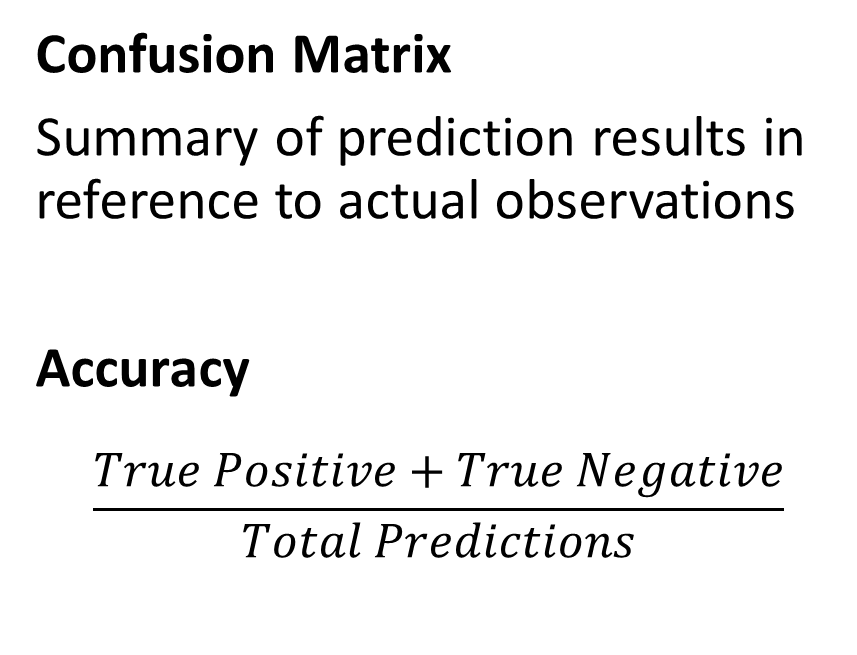 Confusion Matrix
Summary of prediction results in
reference to actual observations
Accuracy
True Positive + True Negative
Total Predictions